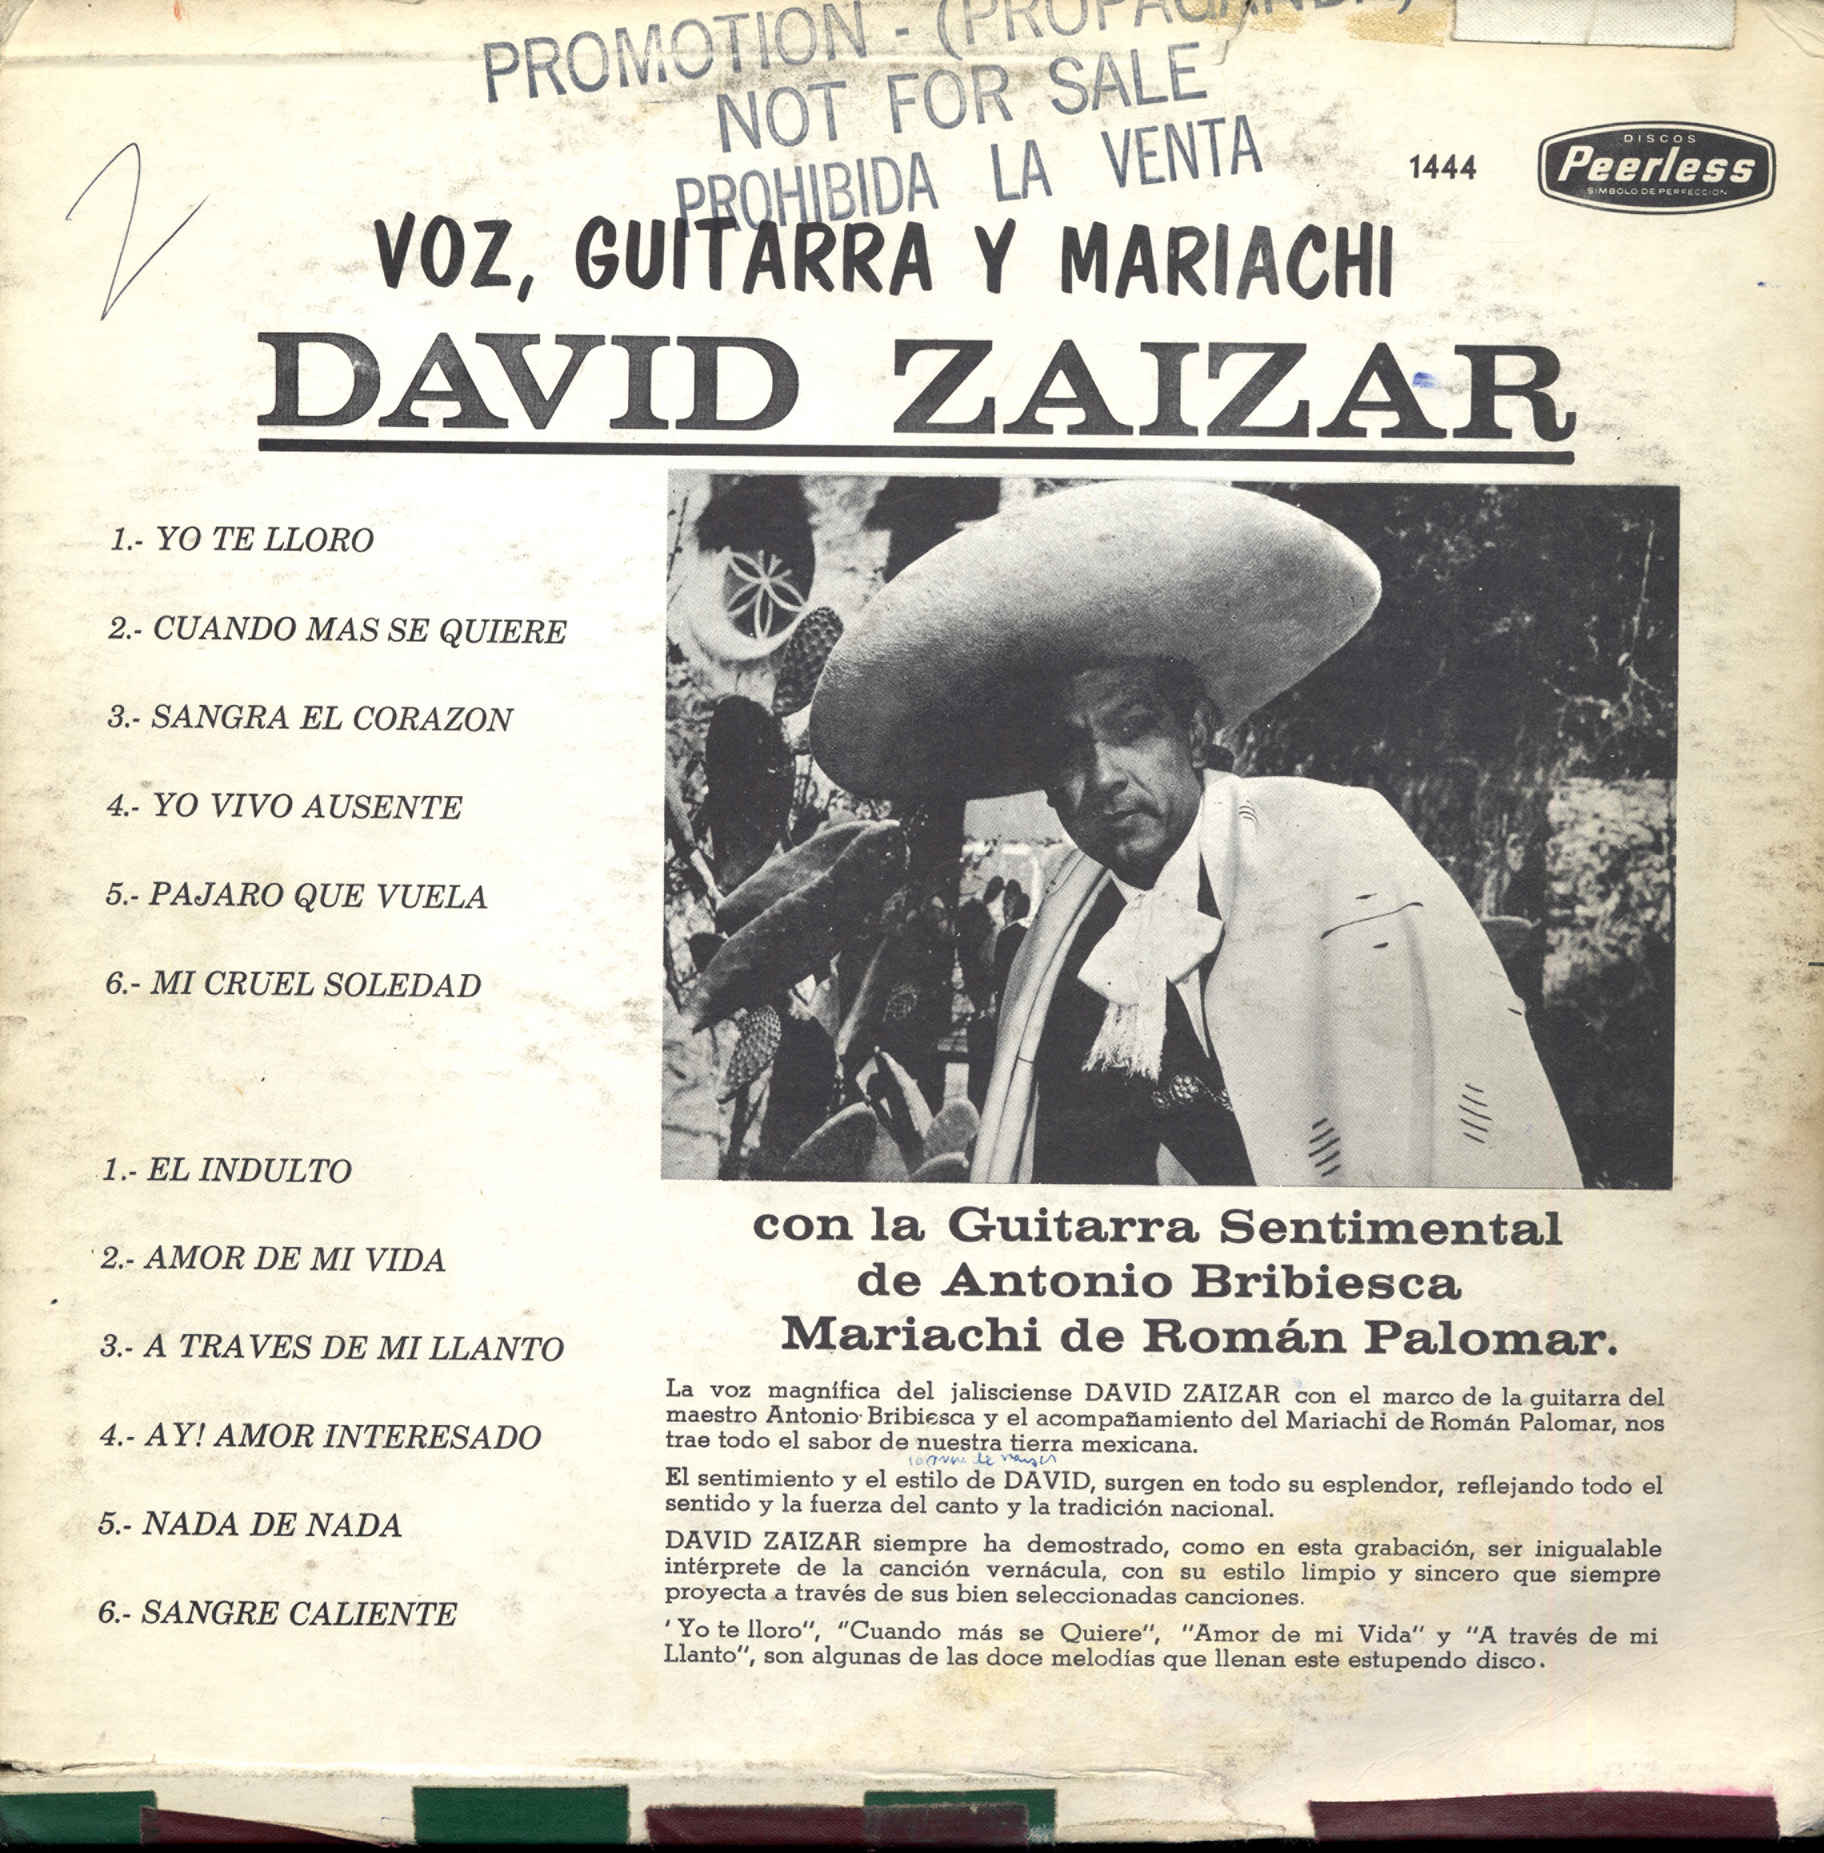 PROMOTION - (PROPAGANDA)
NOT FOR SALE
PROHIBIDA LA VENTA
2
1444
DISCOS
Peerless
SIMBOLO DE PERFECCION
VOZ, GUITARRA Y MARIACHI
DAVID ZAIZAR
1.- YO TE LLORO
2.- CUANDO MAS SE QUIERE
3.- SANGRA EL CORAZON
4.- YO VIVO AUSENTE
5.- PAJARO QUE VUELA
6.- MI CRUEL SOLEDAD
1.- EL INDULTO
2.- AMOR DE MI VIDA
3.- A TRAVES DE MI LLANTO
4.- AY! AMOR INTERESADO
5.- NADA DE NADA
6.- SANGRE CALIENTE
con la Guitarra Sentimental
de Antonio Bribiesca
Mariachi de Román Palomar.
La voz magnífica del jalisciense DAVID ZAIZAR con el marco de la guitarra del
maestro Antonio Bribiesca y el acompañamiento del Mariachi de Román Palomar, nos
trae todo el sabor de nuestra tierra mexicana.
El sentimiento y el estilo de DAVID, surgen en todo su esplendor, reflejando todo el
sentido y la fuerza del canto y la tradición nacional.
DAVID ZAIZAR siempre ha demostrado, como en esta grabación, ser inigualable
intérprete de la canción vernácula, con su estilo limpio y sincero que siempre
proyecta a través de sus bien seleccionadas canciones.
'Yo te lloro", "Cuando más se Quiere", "Amor de mi Vida" y "A través de mi
Llanto", son algunas de las doce melodías que llenan este estupendo disco.